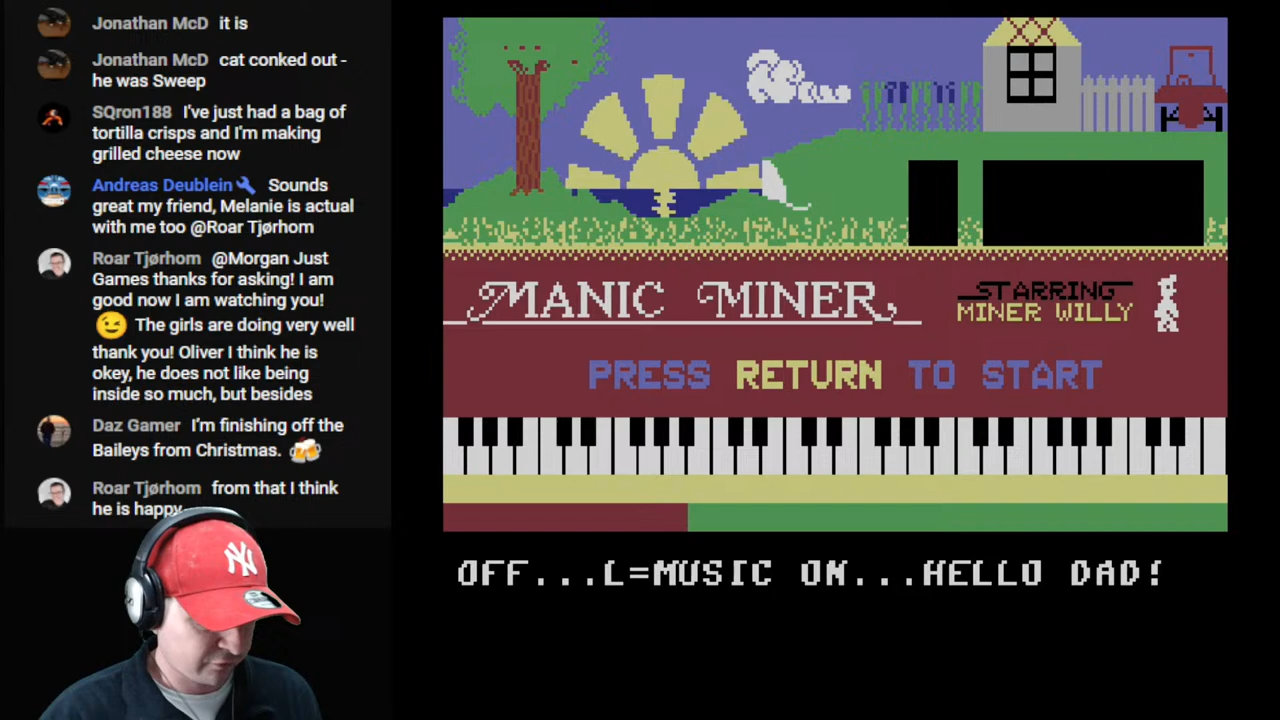 Jonathan McD it is
Jonathan McD cat conked out -
he was Sweep
SQron188 I've just had a bag of
tortilla crisps and I'm making
grilled cheese now
Andreas Deublein Sounds
great my friend, Melanie is actual
with me too @Roar Tjørhom
Roar Tjørhom @Morgan Just
Games thanks for asking! I am
good now I am watching you!
The girls are doing very well
thank you! Oliver I think he is
okey, he does not like being
inside so much, but besides
Daz Gamer I'm finishing off the
Baileys from Christmas.
Roar Tjørhom from that I think
he is happy
NY
MANIC MINER
STARRING
MINER WILLY
PRESS RETURN TO START
OFF...L=MUSIC ON...HELLO DAD!